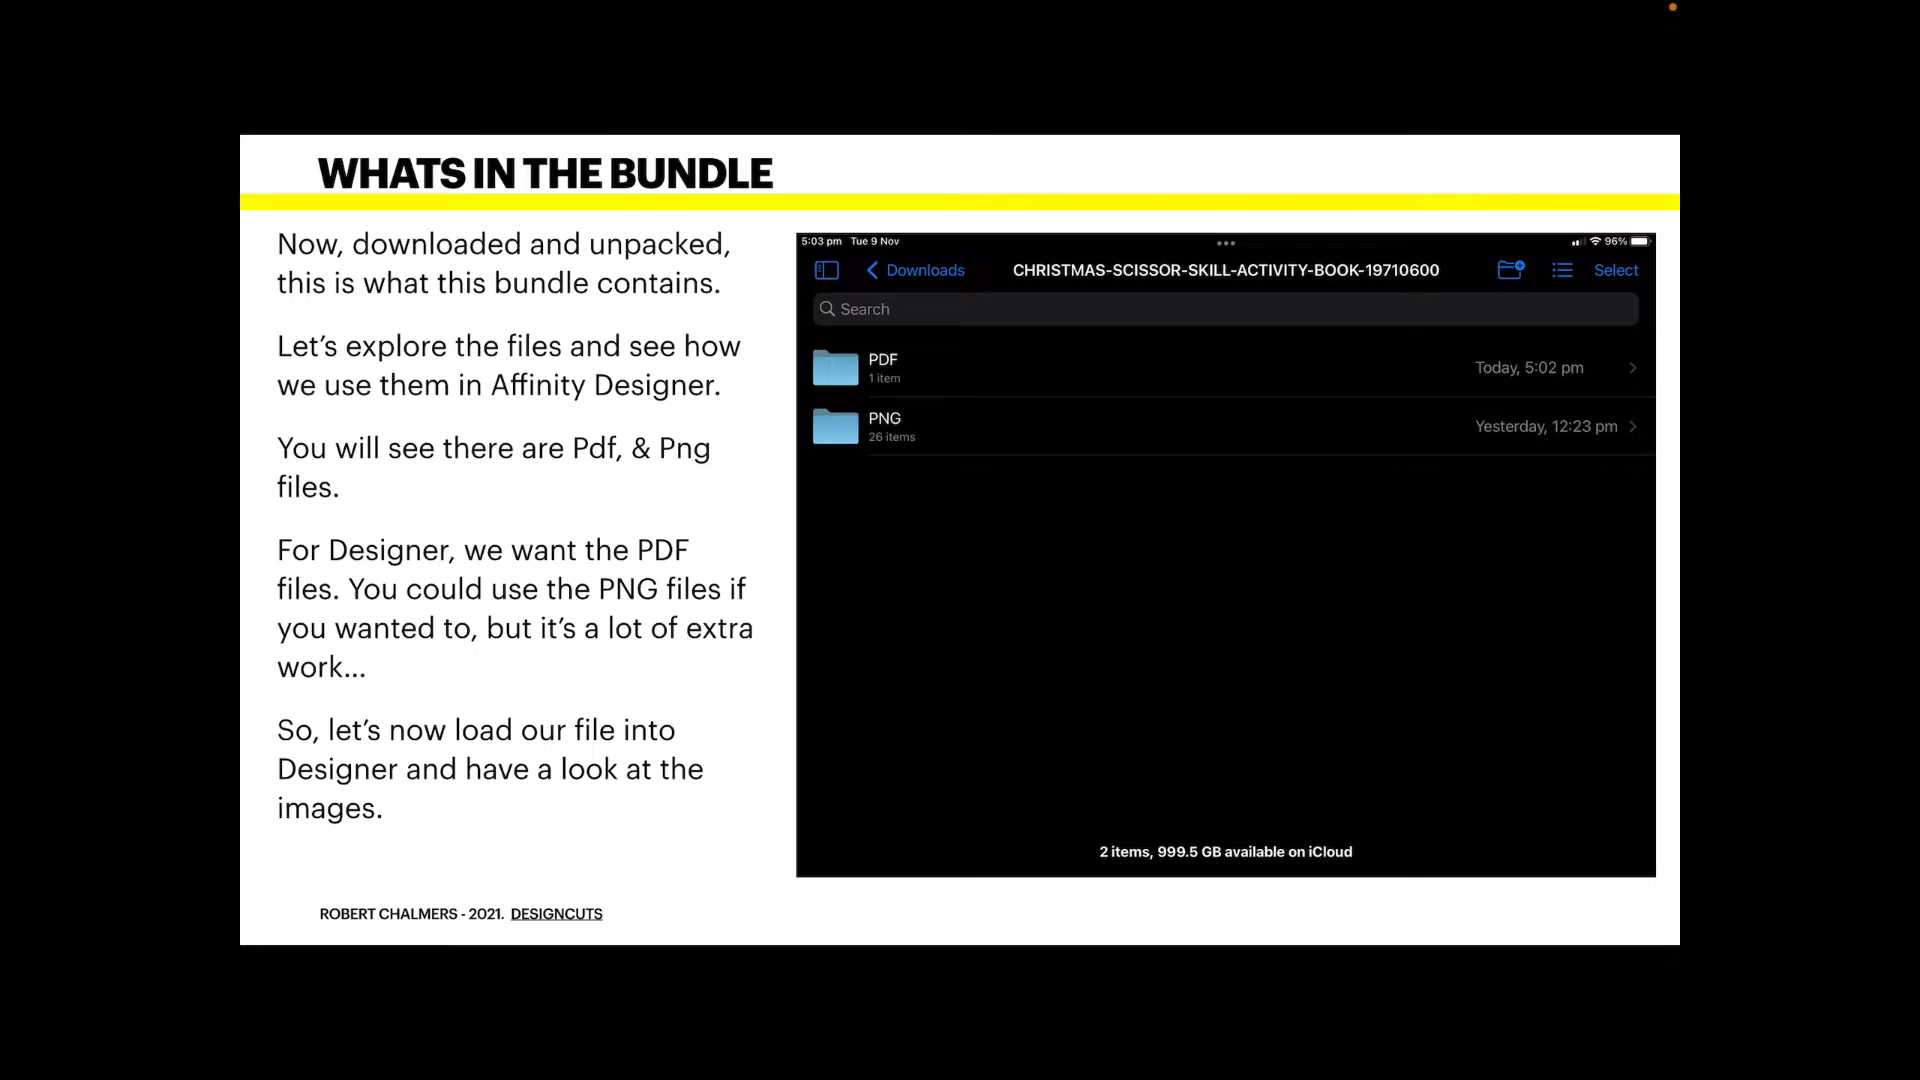 WHATS IN THE BUNDLE
Now, downloaded and unpacked,
this is what this bundle contains.
Let’s explore the files and see how
we use them in Affinity Designer.
You will see there are Pdf, & Png
files.
For Designer, we want the PDF
files. You could use the PNG files if
you wanted to, but it’s a lot of extra
work...
So, let’s now load our file into
Designer and have a look at the
images.
5:03 pm Tue 9 Nov
96%
Downloads
CHRISTMAS-SCISSOR-SKILL-ACTIVITY-BOOK-19710600
Select
Search
PDF
1 item
Today, 5:02 pm
PNG
26 items
Yesterday, 12:23 pm
2 items, 999.5 GB available on iCloud
ROBERT CHALMERS - 2021. DESIGNCUTS